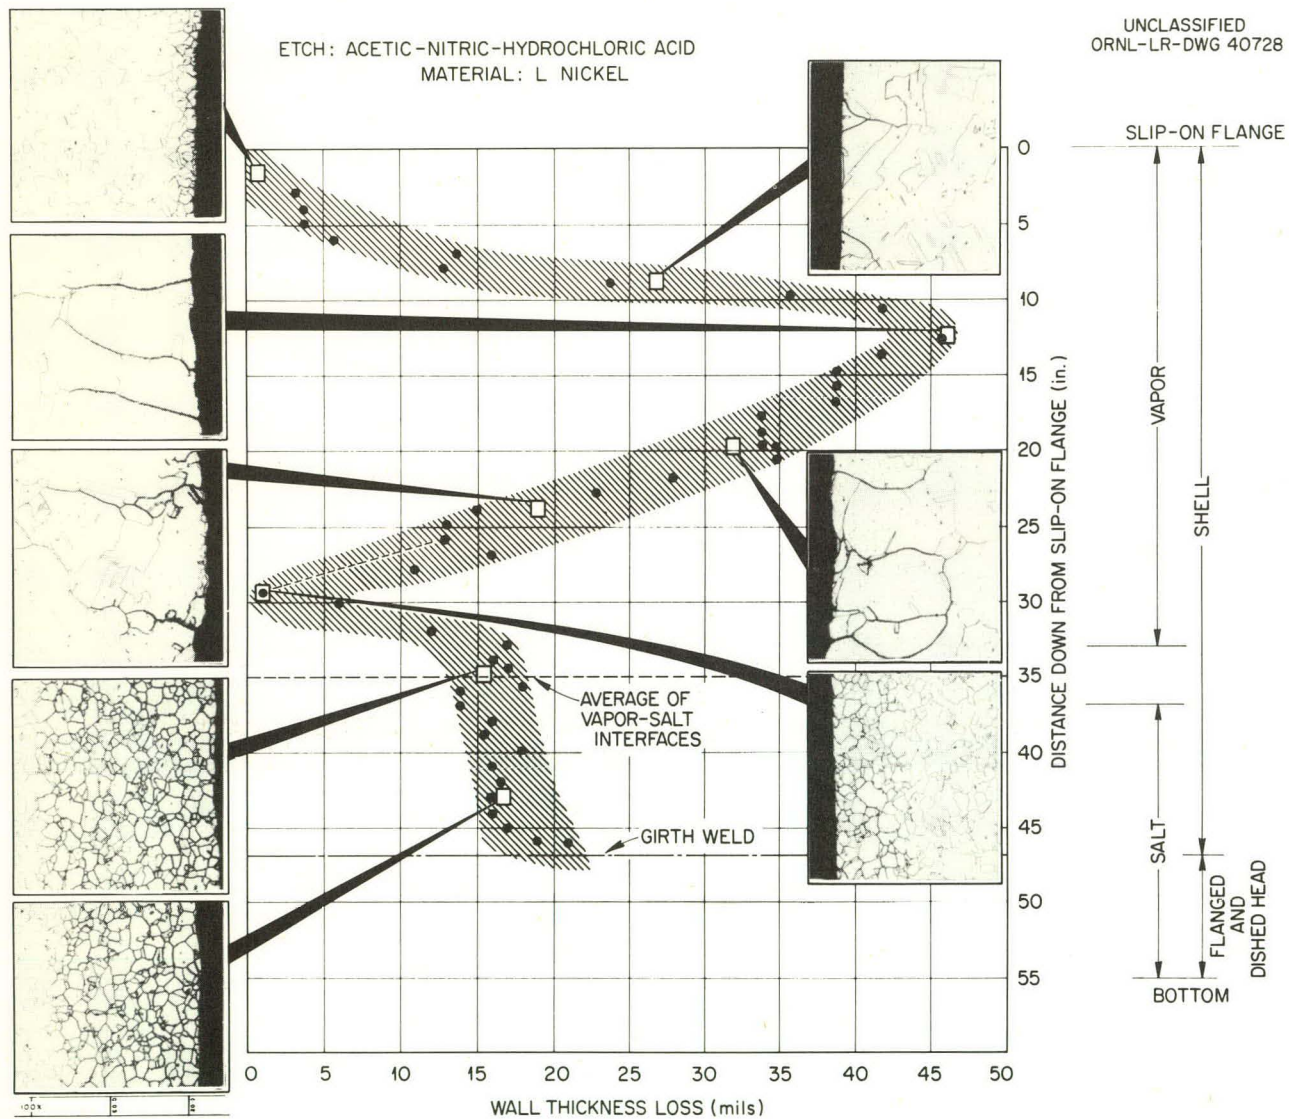 UNCLASSIFIED
ORNL-LR-DWG 40728
ETCH: ACETIC-NITRIC-HYDROCHLORIC ACID
MATERIAL: L NICKEL
SLIP-ON FLANGE
0
5
10
15
20
25
30
35
40
45
50
55
DISTANCE DOWN FROM SLIP-ON FLANGE (in.)
VAPOR
SHELL
SALT
FLANGED
AND
DISHED HEAD
BOTTOM
AVERAGE OF
VAPOR-SALT
INTERFACES
GIRTH WELD
0 5 10 15 20 25 30 35 40 45 50
WALL THICKNESS LOSS (mils)
100X